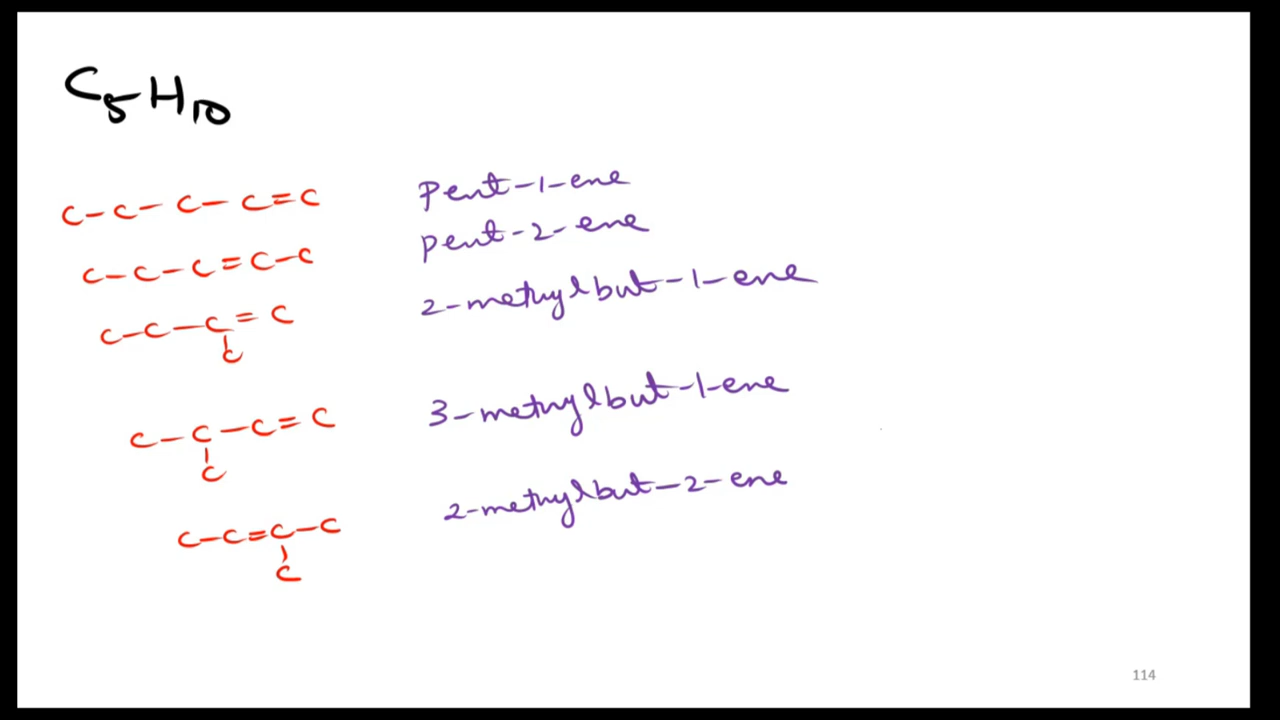 C5H10
C-C-C-C=C Pent-1-ene
C-C-C=C-C Pent-2-ene
C-C-C=C 2-methylbut-1-ene
C
C-C-C=C 3-methylbut-1-ene
C
C-C=C-C 2-methylbut-2-ene
C
114